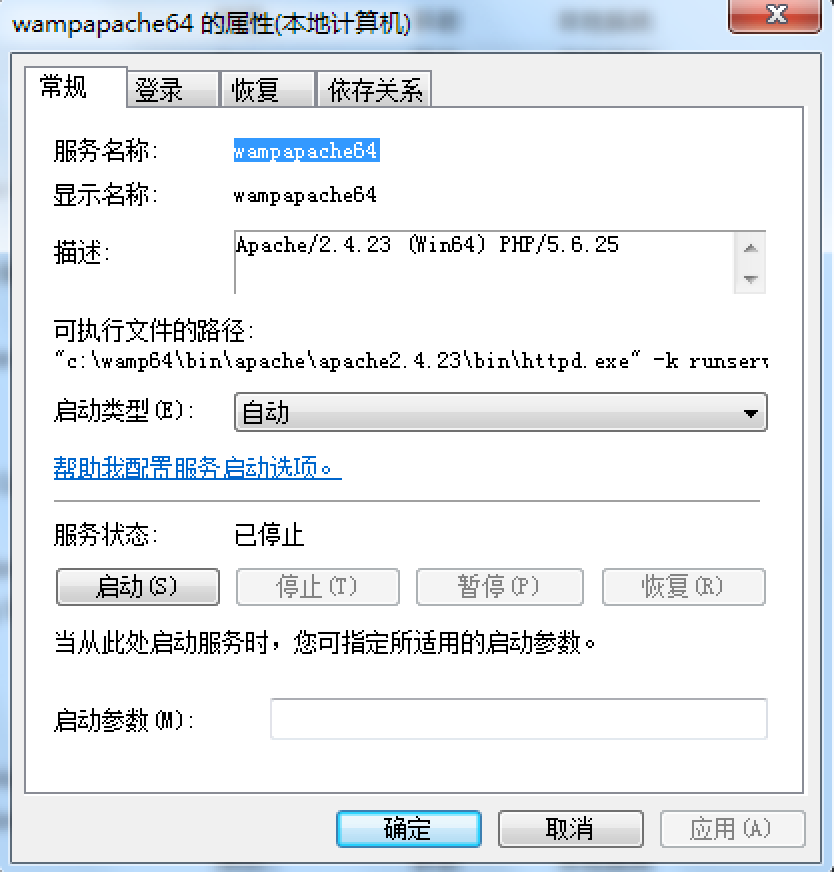 wampapache64 的属性(本地计算机)
常规 登录 恢复 依存关系
服务名称: wampapache64
显示名称: wampapache64
描述: Apache/2.4.23 (Win64) PHP/5.6.25
可执行文件的路径:
"c:\wamp64\bin\apache\apache2.4.23\bin\httpd.exe" -k runserv
启动类型(E): 自动
帮助我配置服务启动选项。
服务状态: 已停止
启动(S) 停止(T) 暂停(P) 恢复(R)
当从此处启动服务时，您可指定所适用的启动参数。
启动参数(M):
确定 取消 应用(A)